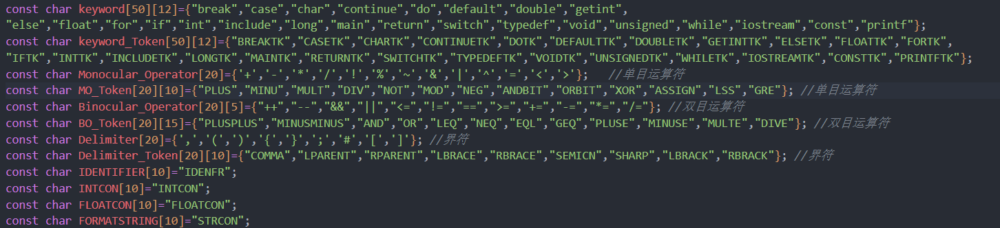 const char keyword[50][12]={"break","case","char","continue","do","default","double","getint",
"else","float","for","if","int","include","long","main","return","switch","typedef","void","unsigned","while","iostream","const","printf"};
const char keyword_Token[50][12]={"BREAKTK","CASETK","CHARTK","CONTINUETK","DOTK","DEFAULTTK","DOUBLETK","GETINTTK","ELSETK","FLOATTK","FORTK",
"IFTK","INTTK","INCLUDETK","LONGTK","MAINTK","RETURNTK","SWITCHTK","TYPEDEFTK","VOIDTK","UNSIGNEDTK","WHILETK","IOSTREAMTK","CONSTTK","PRINTFTK"};
const char Monocular_Operator[20]={'+','-','*','/','!','%','~','&','|','^','=','<','>'};   //单目运算符
const char MO_Token[20][10]={"PLUS","MINU","MULT","DIV","NOT","MOD","NEG","ANDBIT","ORBIT","XOR","ASSIGN","LSS","GRE"}; //单目运算符
const char Binocular_Operator[20][5]={"++","--","&&","||","<=","!=","==",">=","+=","-=","*=","/="}; //双目运算符
const char BO_Token[20][15]={"PLUSPLUS","MINUSMINUS","AND","OR","LEQ","NEQ","EQL","GEQ","PLUSE","MINUSE","MULTE","DIVE"}; //双目运算符
const char Delimiter[20]={',','(',')','{','}',';','#','[',']'}; //界符
const char Delimiter_Token[20][10]={"COMMA","LPARENT","RPARENT","LBRACE","RBRACE","SEMICN","SHARP","LBRACK","RBRACK"}; //界符
const char IDENTIFIER[10]="IDENFR";
const char INTCON[10]="INTCON";
const char FLOATCON[10]="FLOATCON";
const char FORMATSTRING[10]="STRCON";